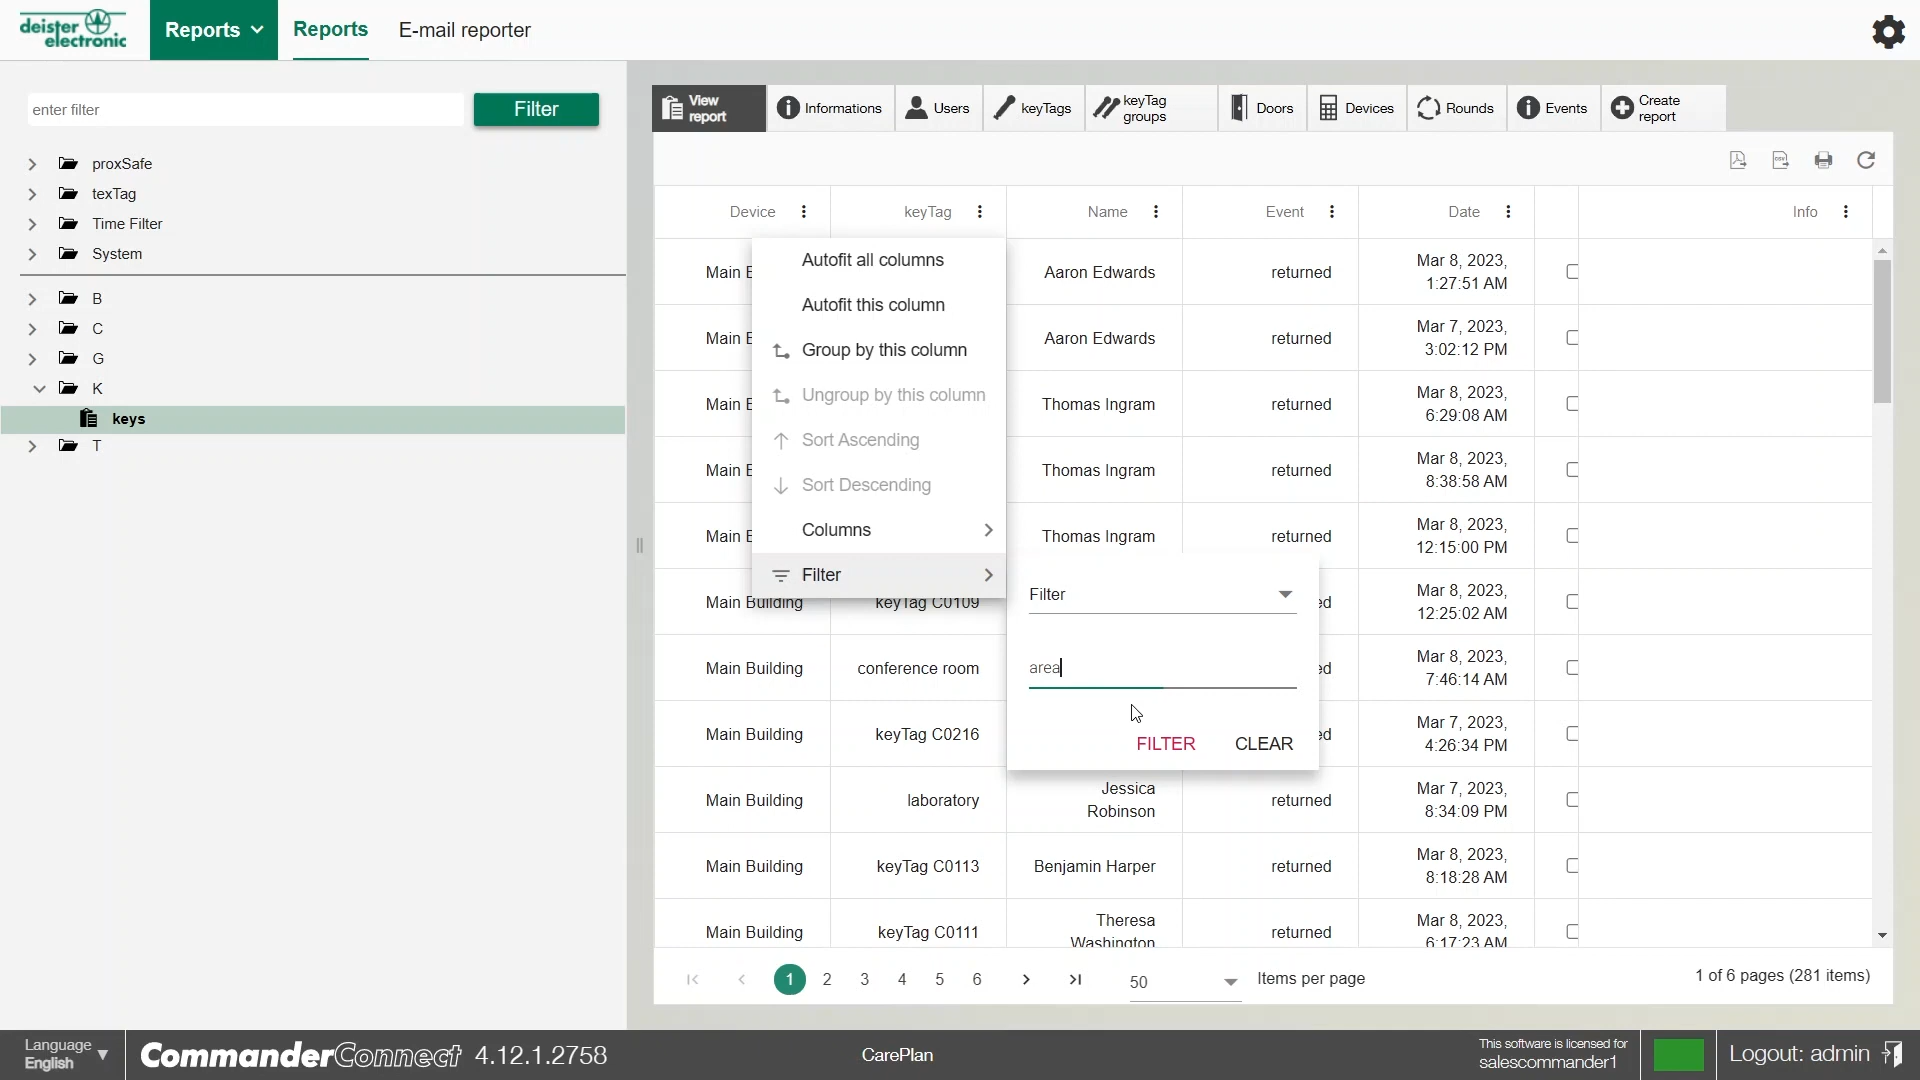 deister electronic
Reports
Reports
E-mail reporter
enter filter
Filter
proxSafe
texTag
Time Filter
System
B
C
G
K
keys
T
View report
Informations
Users
keyTags
keyTag groups
Doors
Devices
Rounds
Events
Create report
Device
keyTag
Name
Event
Date
Info
Autofit all columns
Autofit this column
Group by this column
Ungroup by this column
Sort Ascending
Sort Descending
Columns
Filter
Filter
area
FILTER
CLEAR
Main B
Aaron Edwards
returned
Mar 8, 2023, 1:27:51 AM
Main B
Aaron Edwards
returned
Mar 7, 2023, 3:02:12 PM
Main B
Thomas Ingram
returned
Mar 8, 2023, 6:29:08 AM
Main B
Thomas Ingram
returned
Mar 8, 2023, 8:38:58 AM
Main B
Thomas Ingram
returned
Mar 8, 2023, 12:15:00 PM
Main Building
keyTag C0109
ed
Mar 8, 2023, 12:25:02 AM
Main Building
conference room
ed
Mar 8, 2023, 7:46:14 AM
Main Building
keyTag C0216
ed
Mar 7, 2023, 4:26:34 PM
Main Building
laboratory
Jessica Robinson
returned
Mar 7, 2023, 8:34:09 PM
Main Building
keyTag C0113
Benjamin Harper
returned
Mar 8, 2023, 8:18:28 AM
Main Building
keyTag C0111
Theresa Washington
returned
Mar 8, 2023, 6:17:23 AM
1 2 3 4 5 6
50
Items per page
1 of 6 pages (281 items)
Language
English
CommanderConnect 4.12.1.2758
CarePlan
This software is licensed for
salescommander1
Logout: admin